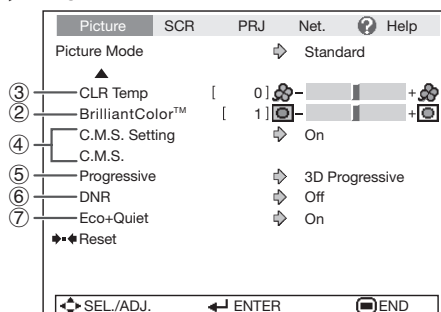 Picture SCR PRJ Net. ? Help
Picture Mode Standard
③ CLR Temp [ 0] – +
② BrilliantColor™ [ 1] – +
④ C.M.S. Setting On
C.M.S.
⑤ Progressive 3D Progressive
⑥ DNR Off
⑦ Eco+Quiet On
Reset
SEL./ADJ. ENTER END